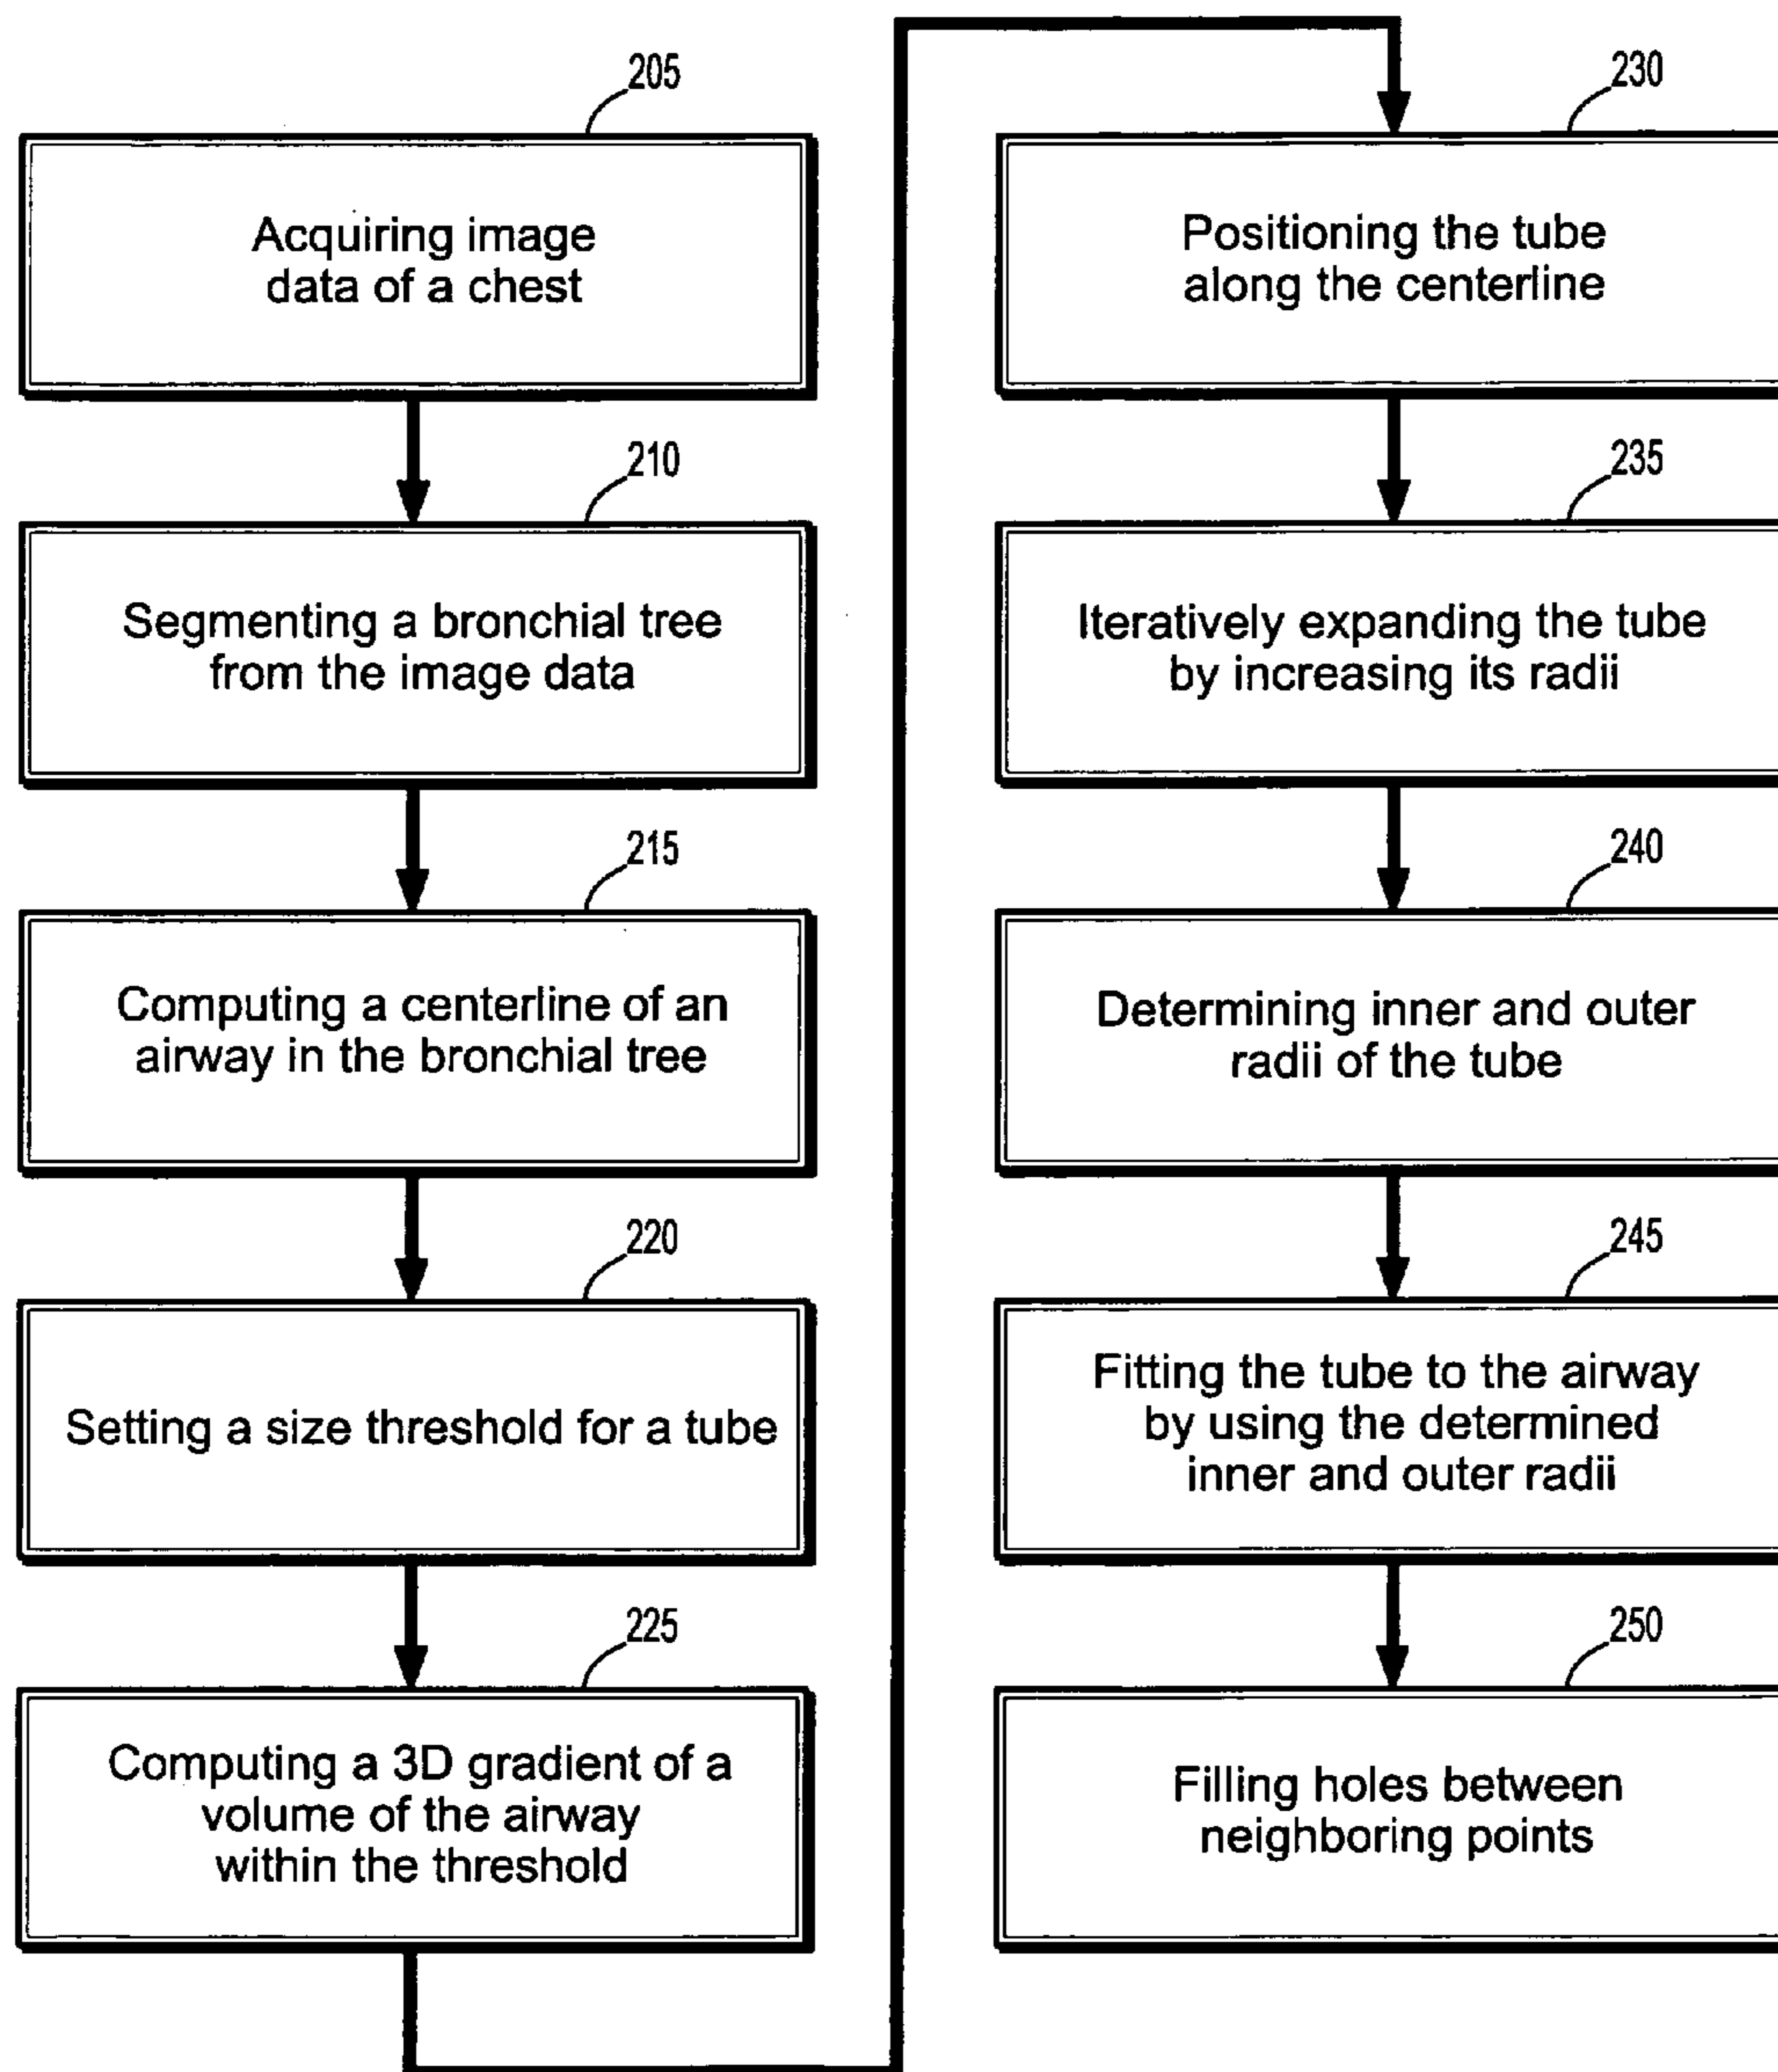 205
Acquiring image
data of a chest
210
Segmenting a bronchial tree
from the image data
215
Computing a centerline of an
airway in the bronchial tree
220
Setting a size threshold for a tube
225
Computing a 3D gradient of a
volume of the airway
within the threshold
230
Positioning the tube
along the centerline
235
Iteratively expanding the tube
by increasing its radii
240
Determining inner and outer
radii of the tube
245
Fitting the tube to the airway
by using the determined
inner and outer radii
250
Filling holes between
neighboring points